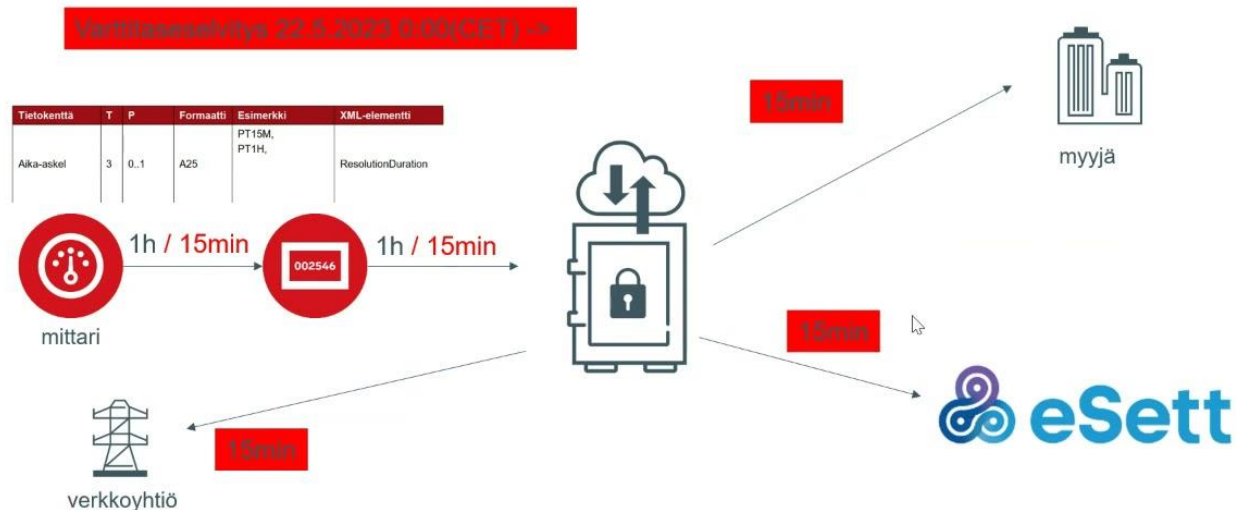 Varttitaseselvitys 22.5.2023 0:00(CET) ->
15min
Tietokenttä T P Formaatti Esimerkki XML-elementti
PT15M,
PT1H,
Aika-askel 3 0..1 A25 ResolutionDuration
myyjä
1h / 15min
1h / 15min
002546
mittari
15min
eSett
15min
verkkoyhtiö